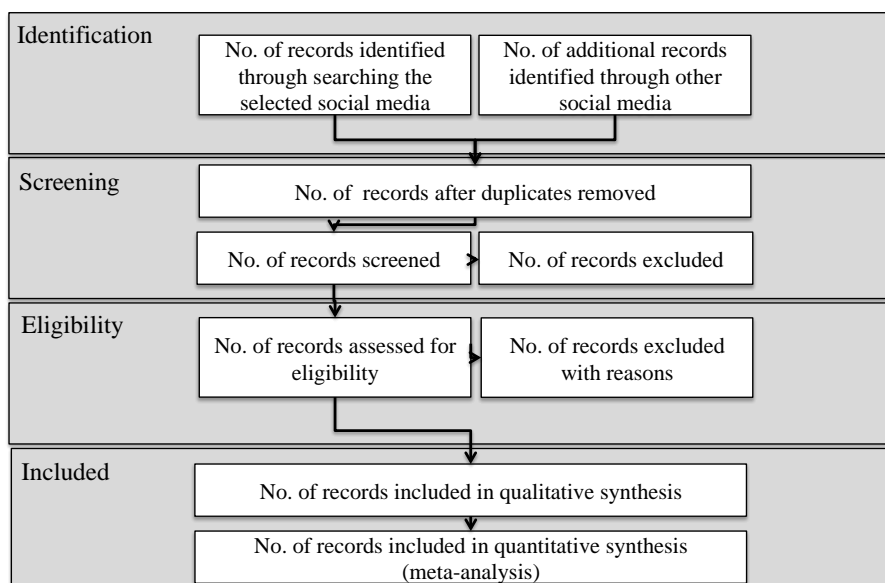 Identification
No. of records identified
through searching the
selected social media
No. of additional records
identified through other
social media
Screening
No. of  records after duplicates removed
No. of records screened
No. of records excluded
Eligibility
No. of records assessed for
eligibility
No. of records excluded
with reasons
Included
No. of records included in qualitative synthesis
No. of records included in quantitative synthesis
(meta-analysis)